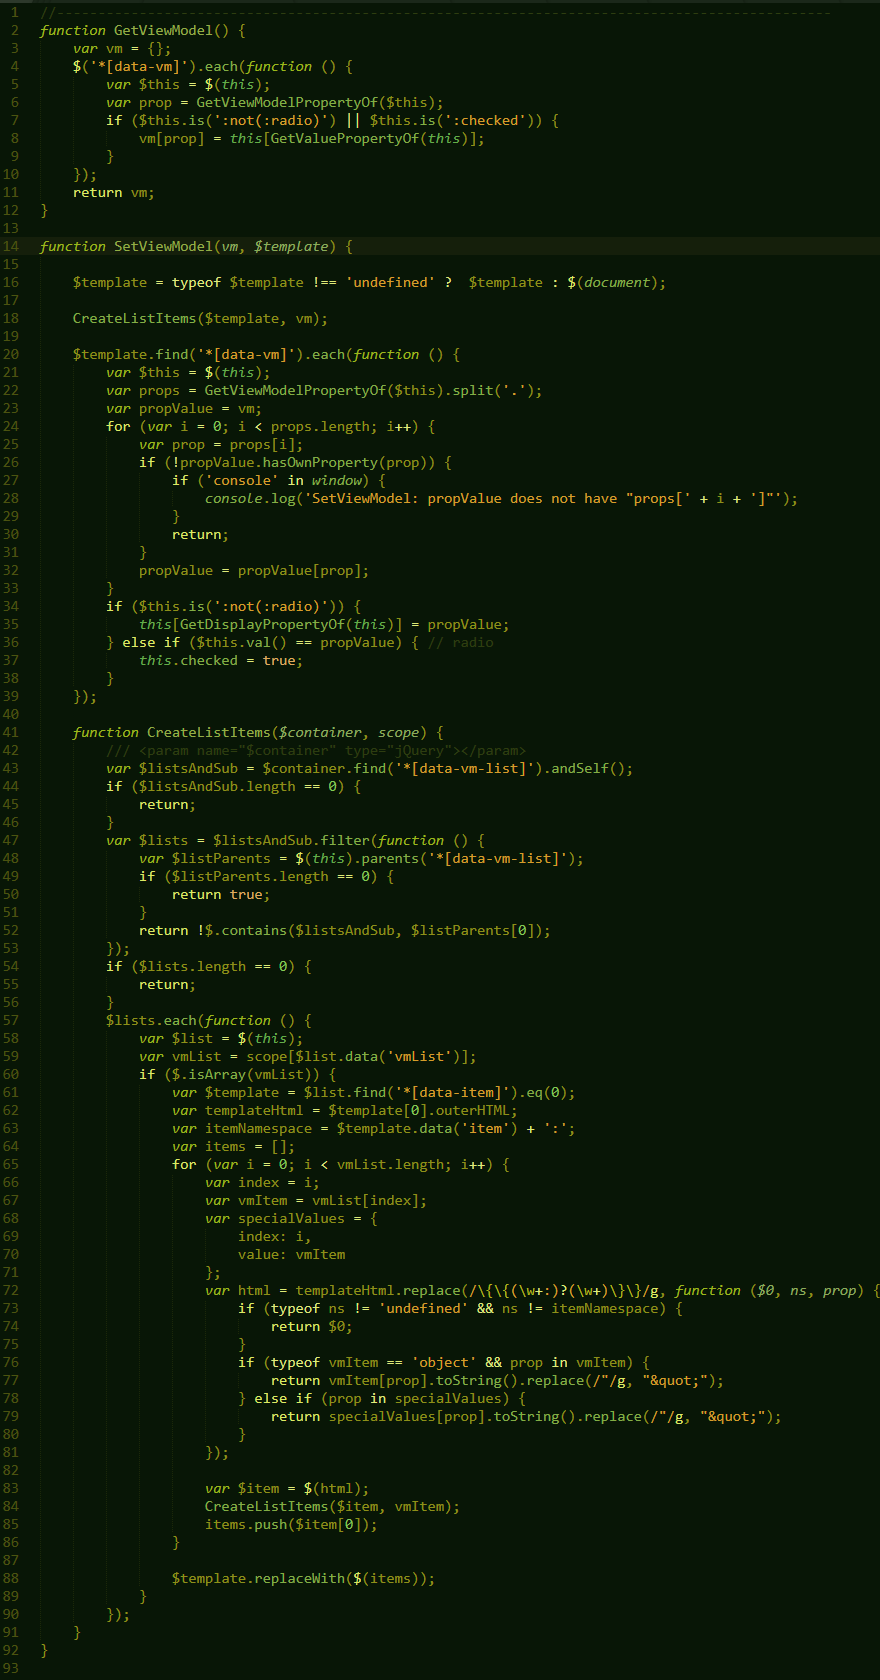 1 //----------------------------------------------------------------------------------------------
2 function GetViewModel() {
3     var vm = {};
4     $('*[data-vm]').each(function () {
5         var $this = $(this);
6         var prop = GetViewModelPropertyOf($this);
7         if ($this.is(':not(:radio)') || $this.is(':checked')) {
8             vm[prop] = this[GetValuePropertyOf(this)];
9         }
10     });
11     return vm;
12 }
13
14 function SetViewModel(vm, $template) {
15
16     $template = typeof $template !== 'undefined' ?  $template : $(document);
17
18     CreateListItems($template, vm);
19
20     $template.find('*[data-vm]').each(function () {
21         var $this = $(this);
22         var props = GetViewModelPropertyOf($this).split('.');
23         var propValue = vm;
24         for (var i = 0; i < props.length; i++) {
25             var prop = props[i];
26             if (!propValue.hasOwnProperty(prop)) {
27                 if ('console' in window) {
28                     console.log('SetViewModel: propValue does not have "props[' + i + ']"');
29                 }
30                 return;
31             }
32             propValue = propValue[prop];
33         }
34         if ($this.is(':not(:radio)')) {
35             this[GetDisplayPropertyOf(this)] = propValue;
36         } else if ($this.val() == propValue) { // radio
37             this.checked = true;
38         }
39     });
40
41     function CreateListItems($container, scope) {
42         /// <param name="$container" type="jQuery"></param>
43         var $listsAndSub = $container.find('*[data-vm-list]').andSelf();
44         if ($listsAndSub.length == 0) {
45             return;
46         }
47         var $lists = $listsAndSub.filter(function () {
48             var $listParents = $(this).parents('*[data-vm-list]');
49             if ($listParents.length == 0) {
50                 return true;
51             }
52             return !$.contains($listsAndSub, $listParents[0]);
53         });
54         if ($lists.length == 0) {
55             return;
56         }
57         $lists.each(function () {
58             var $list = $(this);
59             var vmList = scope[$list.data('vmList')];
60             if ($.isArray(vmList)) {
61                 var $template = $list.find('*[data-item]').eq(0);
62                 var templateHtml = $template[0].outerHTML;
63                 var itemNamespace = $template.data('item') + ':';
64                 var items = [];
65                 for (var i = 0; i < vmList.length; i++) {
66                     var index = i;
67                     var vmItem = vmList[index];
68                     var specialValues = {
69                         index: i,
70                         value: vmItem
71                     };
72                     var html = templateHtml.replace(/\{\{(\w+:)?(\w+)\}\}/g, function ($0, ns, prop) {
73                         if (typeof ns != 'undefined' && ns != itemNamespace) {
74                             return $0;
75                         }
76                         if (typeof vmItem == 'object' && prop in vmItem) {
77                             return vmItem[prop].toString().replace(/"/g, "&quot;");
78                         } else if (prop in specialValues) {
79                             return specialValues[prop].toString().replace(/"/g, "&quot;");
80                         }
81                     });
82
83                     var $item = $(html);
84                     CreateListItems($item, vmItem);
85                     items.push($item[0]);
86                 }
87
88                 $template.replaceWith($(items));
89             }
90         });
91     }
92 }
93